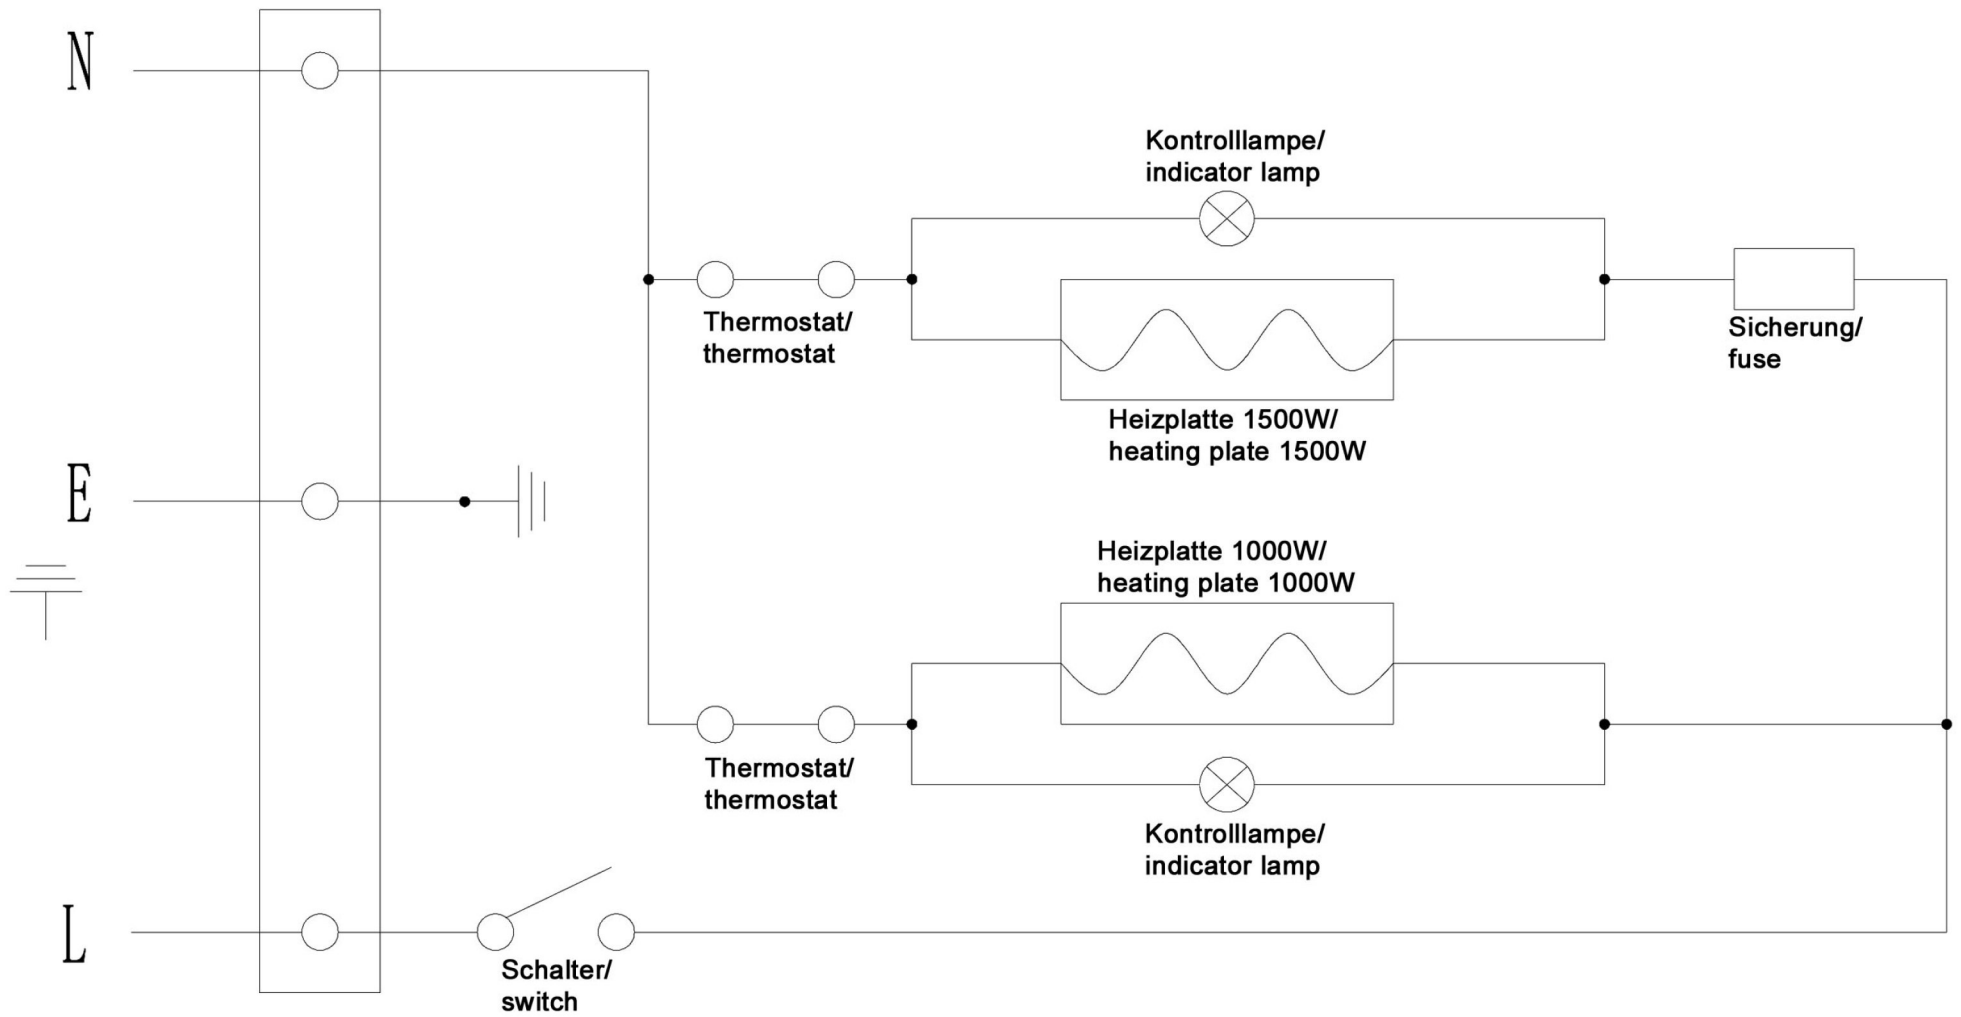 N
Kontrolllampe/
indicator lamp
Thermostat/
thermostat
Sicherung/
fuse
Heizplatte 1500W/
heating plate 1500W
E
Heizplatte 1000W/
heating plate 1000W
Thermostat/
thermostat
Kontrolllampe/
indicator lamp
L
Schalter/
switch